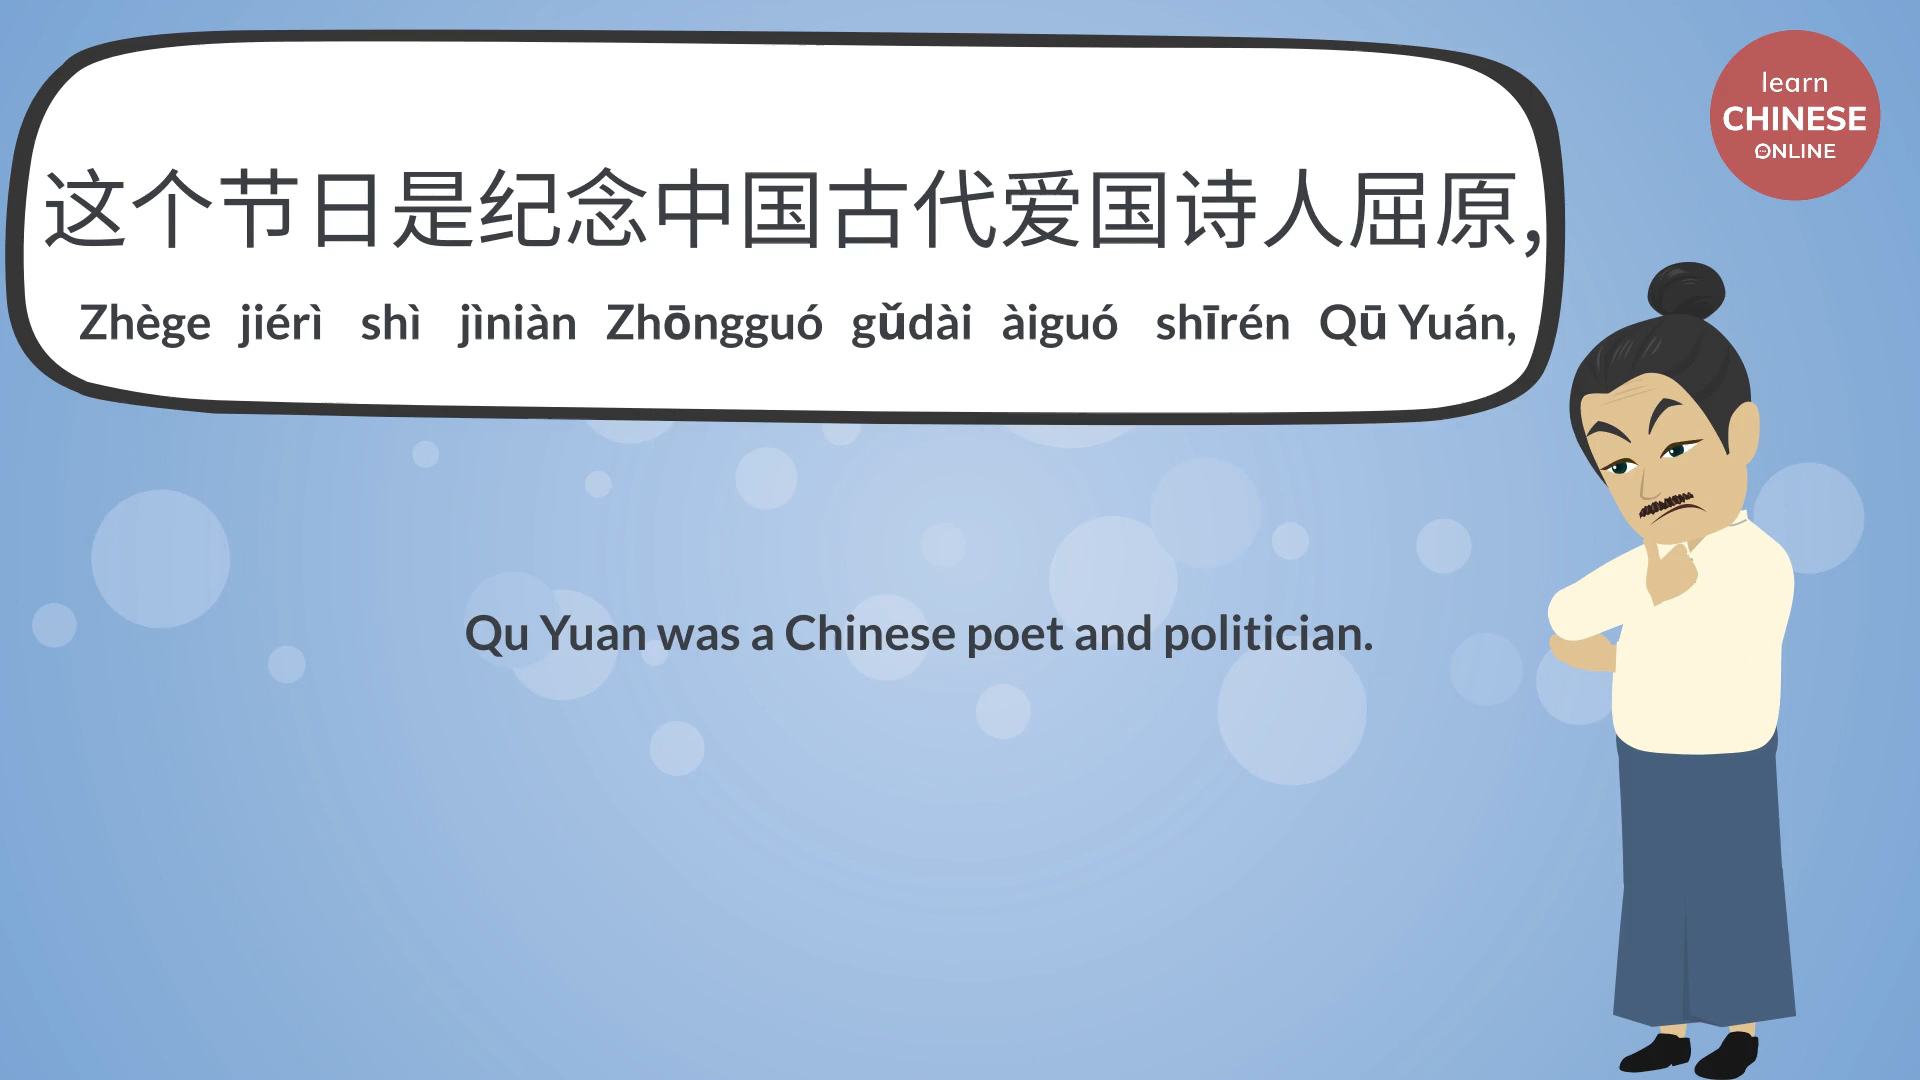 这个节日是纪念中国古代爱国诗人屈原,
Zhège jiérì shì jìniàn Zhōngguó gǔdài àiguó shīrén Qū Yuán,
learn
CHINESE
ONLINE
Qu Yuan was a Chinese poet and politician.